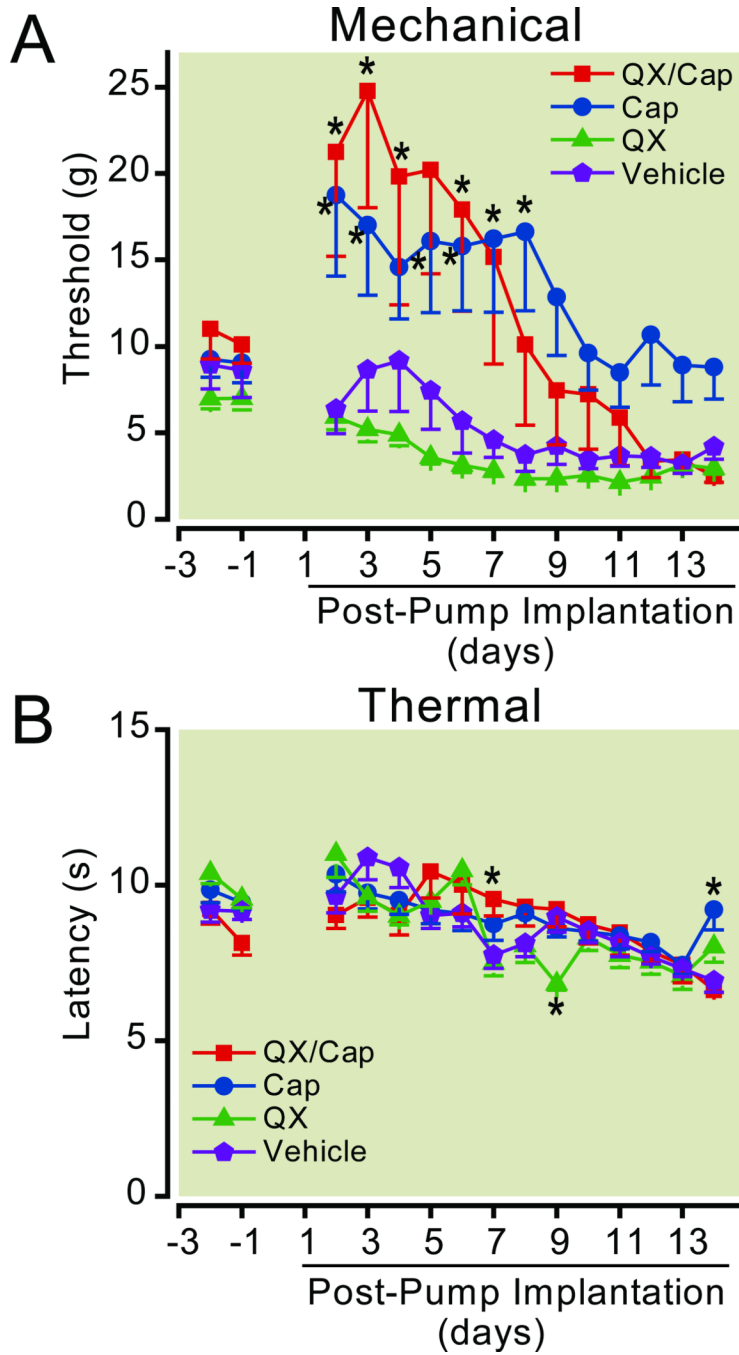 A
Mechanical
Threshold (g)
25
20
15
10
5
0
QX/Cap
Cap
QX
Vehicle
* * * * * *
* * * * * *
-3 -1 1 3 5 7 9 11 13
Post-Pump Implantation
(days)
B
Thermal
Latency (s)
15
10
5
0
*
*
*
QX/Cap
Cap
QX
Vehicle
-3 -1 1 3 5 7 9 11 13
Post-Pump Implantation
(days)